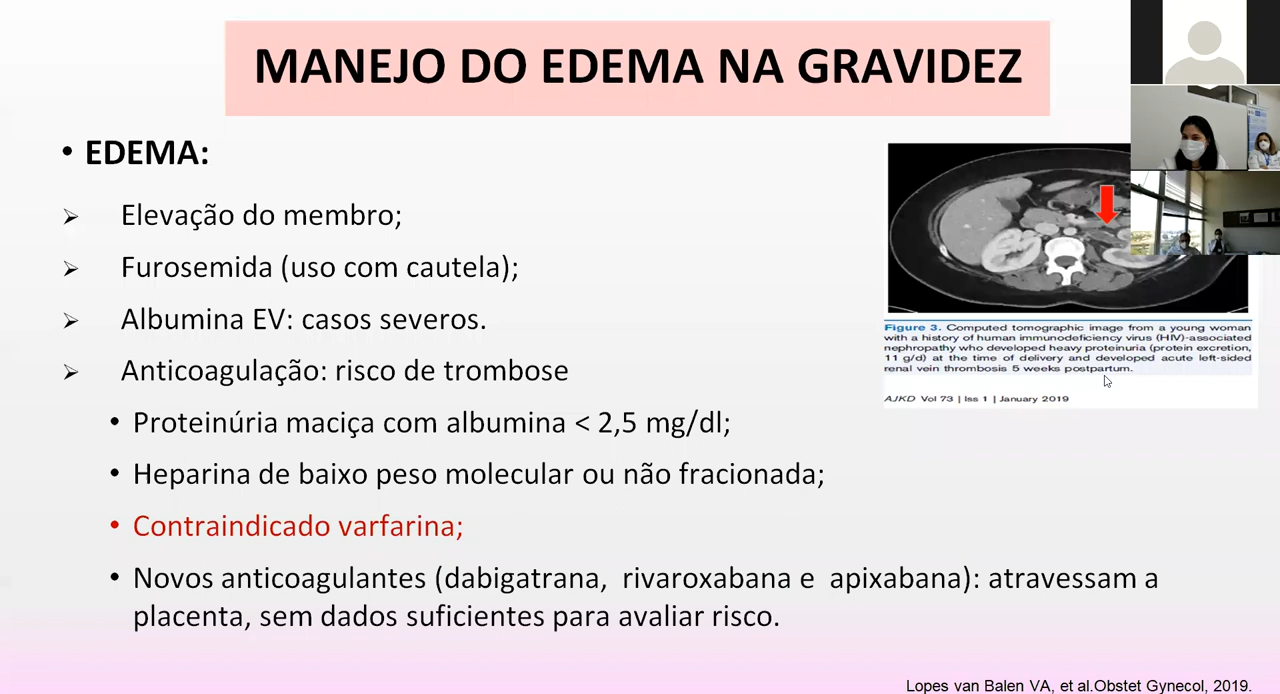 MANEJO DO EDEMA NA GRAVIDEZ
• EDEMA:
➢ Elevação do membro;
➢ Furosemida (uso com cautela);
➢ Albumina EV: casos severos.
➢ Anticoagulação: risco de trombose
• Proteinúria maciça com albumina < 2,5 mg/dl;
• Heparina de baixo peso molecular ou não fracionada;
• Contraindicado varfarina;
• Novos anticoagulantes (dabigatrana, rivaroxabana e apixabana): atravessam a
placenta, sem dados suficientes para avaliar risco.
Figure 3. Computed tomographic image from a young woman
with a history of human immunodeficiency virus (HIV)-associated
nephropathy who developed heavy proteinuria (protein excretion,
11 g/d) at the time of delivery and developed acute left-sided
renal vein thrombosis 5 weeks postpartum.
AJKD Vol 73 | Iss 1 | January 2019
Lopes van Balen VA, et al.Obstet Gynecol, 2019.